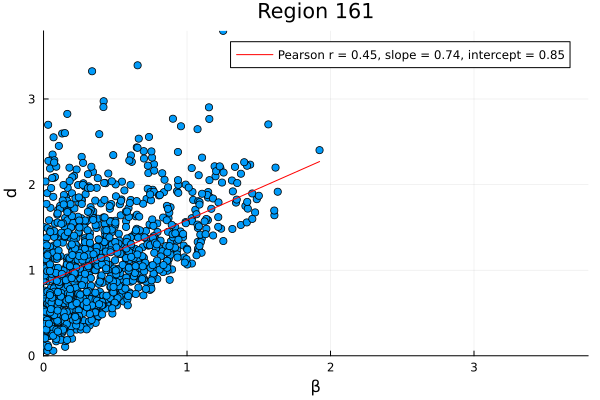 Region 161
Pearson r = 0.45, slope = 0.74, intercept = 0.85
d
3
2
1
0
0 1 2 3
β